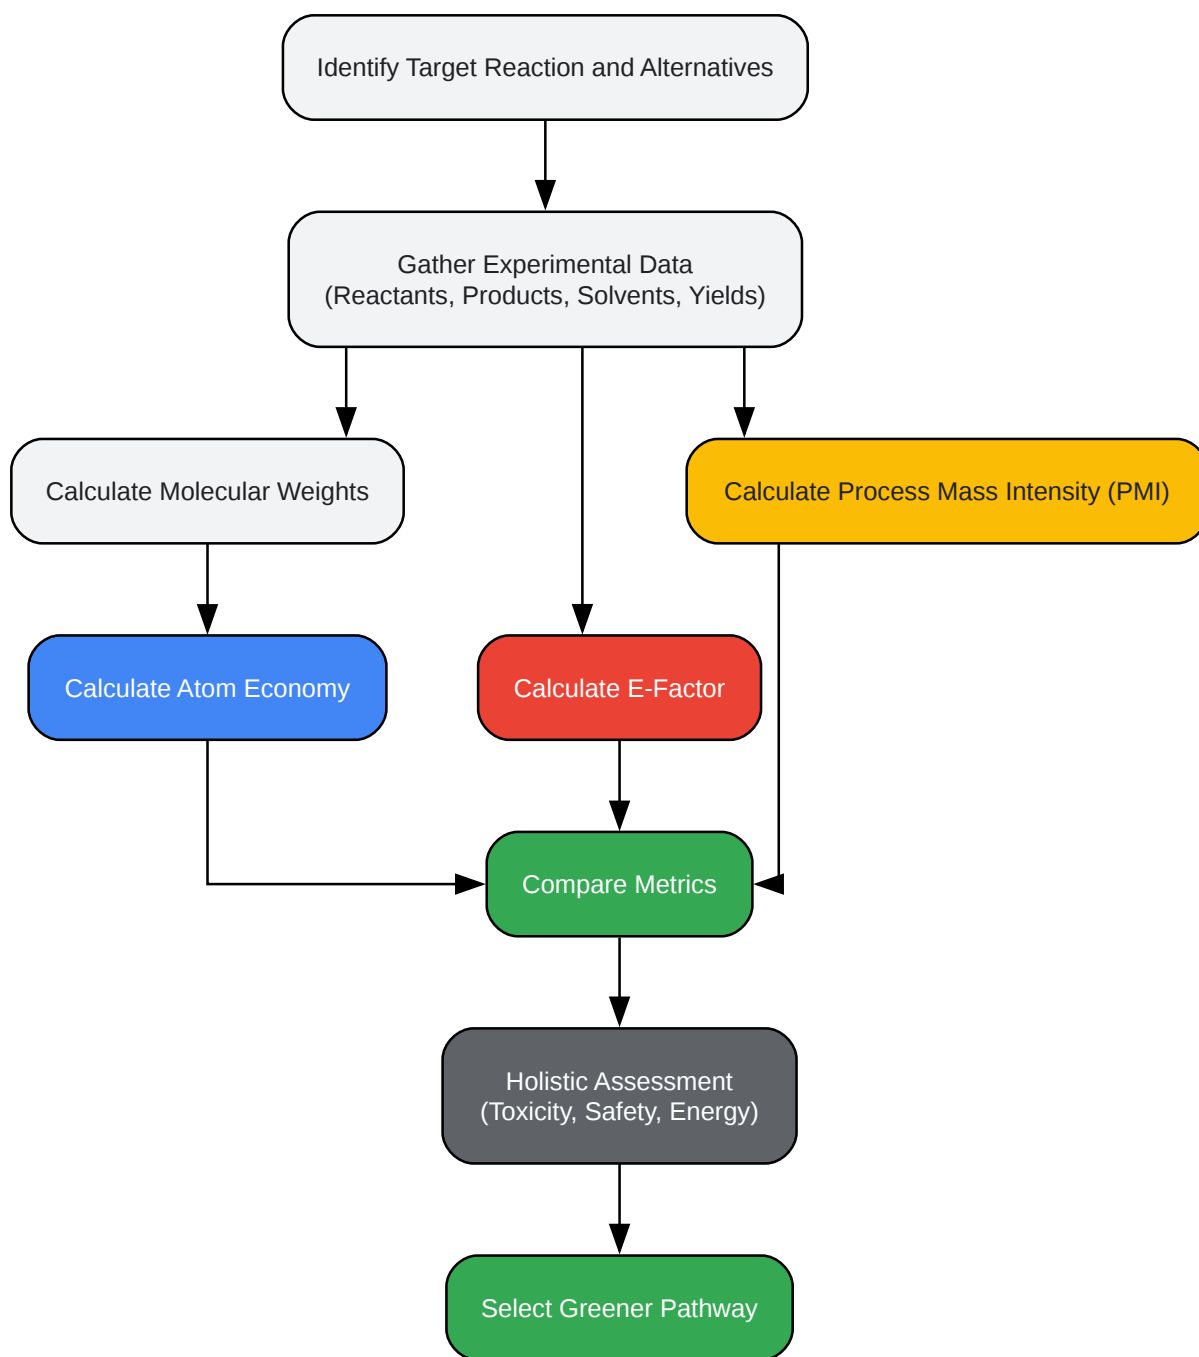 Identify Target Reaction and Alternatives
Gather Experimental Data
(Reactants, Products, Solvents, Yields)
Calculate Molecular Weights
Calculate Process Mass Intensity (PMI)
Calculate Atom Economy
Calculate E-Factor
Compare Metrics
Holistic Assessment
(Toxicity, Safety, Energy)
Select Greener Pathway